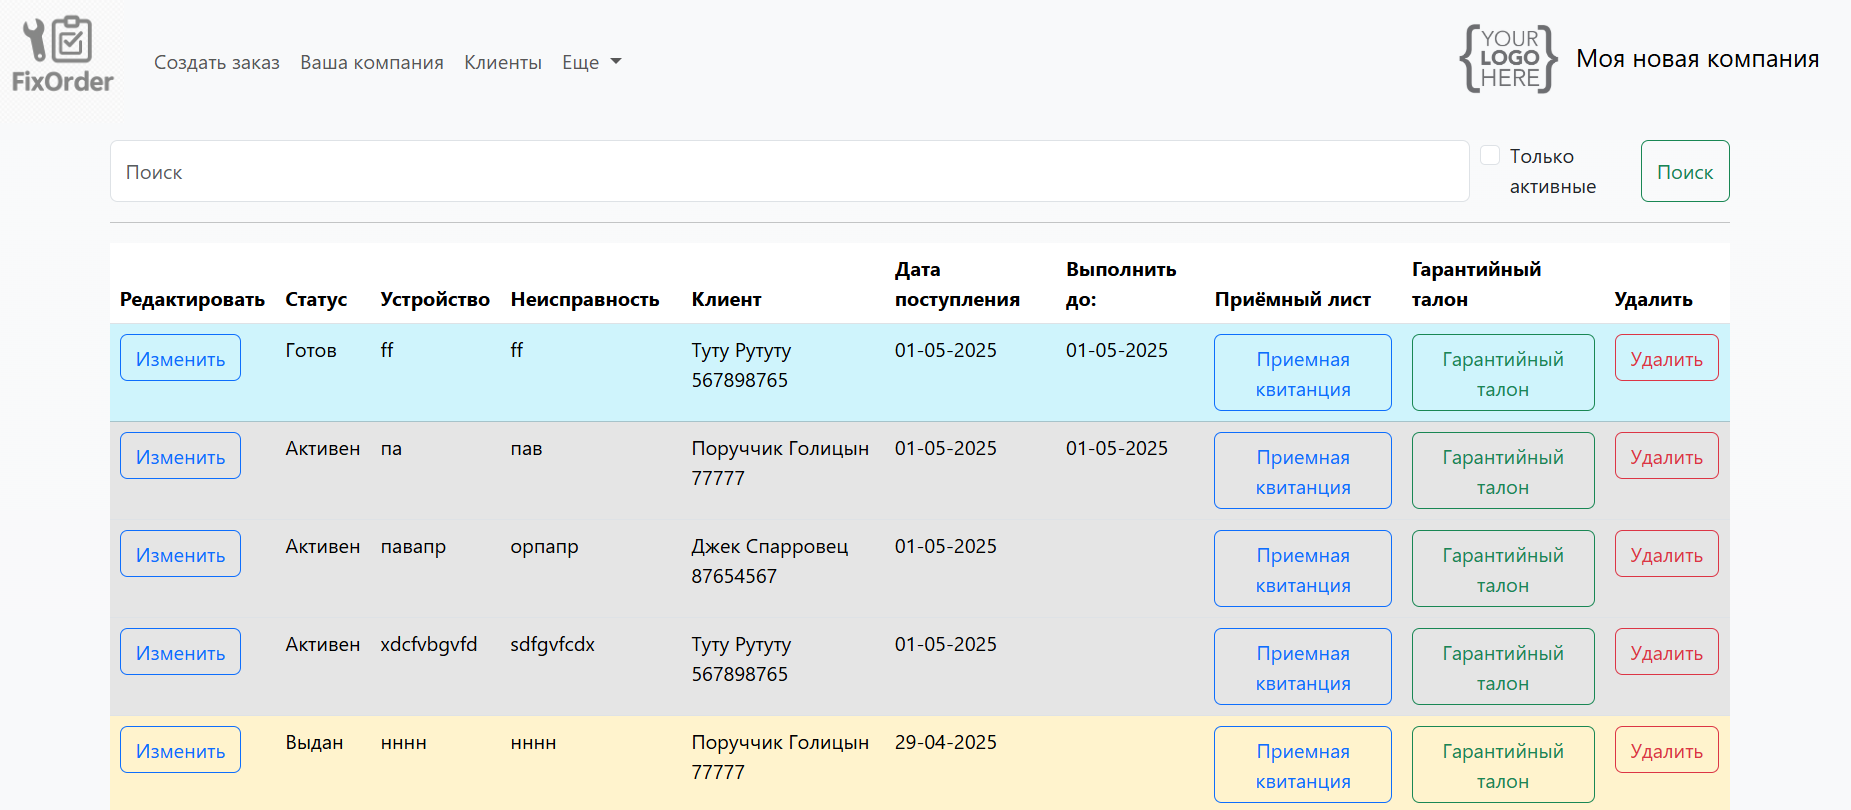 FixOrder
Создать заказ Ваша компания Клиенты Еще
YOUR
LOGO
HERE
Моя новая компания
Поиск
Только
активные
Поиск
Редактировать Статус Устройство Неисправность Клиент Дата поступления Выполнить до: Приёмный лист Гарантийный талон Удалить
Изменить Готов ff ff Туту Рутуту 01-05-2025 01-05-2025 Приемная Гарантийный Удалить
567898765 квитанция талон
Изменить Активен па пав Поруччик Голицын 01-05-2025 01-05-2025 Приемная Гарантийный Удалить
77777 квитанция талон
Изменить Активен павапр орпапр Джек Спарровец 01-05-2025 Приемная Гарантийный Удалить
87654567 квитанция талон
Изменить Активен xdcfvbgvfd sdfgvfcdx Туту Рутуту 01-05-2025 Приемная Гарантийный Удалить
567898765 квитанция талон
Изменить Выдан нннн нннн Поруччик Голицын 29-04-2025 Приемная Гарантийный Удалить
77777 квитанция талон